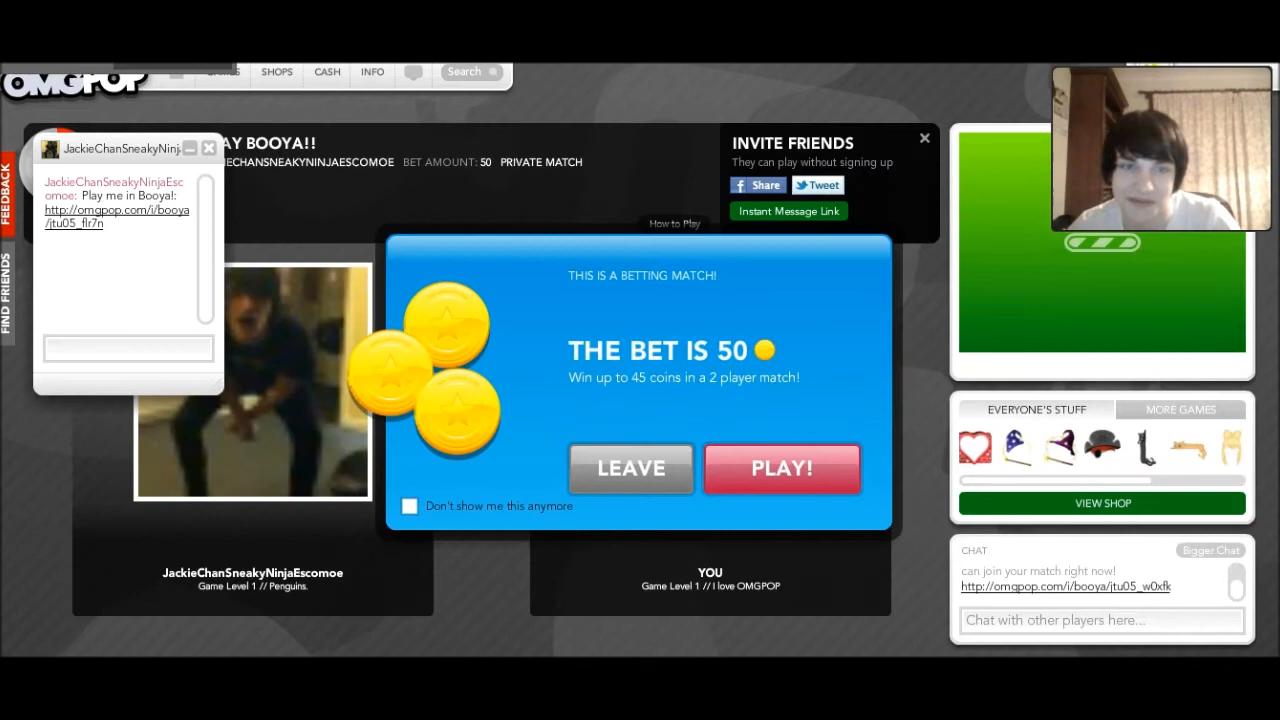 OMGPOP
SHOPS
CASH
INFO
Search
FEEDBACK
FIND FRIENDS
JackieChanSneakyNinj
JackieChanSneakyNinjaEsc
omoe: Play me in Booya!:
http://omgpop.com/i/booya
/jtu05_flr7n
AY BOOYA!!
ECHANSNEAKYNINJAESCOMOE BET AMOUNT: 50 PRIVATE MATCH
INVITE FRIENDS
They can play without signing up
Share
Tweet
Instant Message Link
How to Play
THIS IS A BETTING MATCH!
THE BET IS 50
Win up to 45 coins in a 2 player match!
LEAVE
PLAY!
Don't show me this anymore
JackieChanSneakyNinjaEscomoe
Game Level 1 // Penguins.
YOU
Game Level 1 // I love OMGPOP
EVERYONE'S STUFF
MORE GAMES
VIEW SHOP
CHAT
Bigger Chat
can join your match right now!
http://omgpop.com/i/booya/jtu05_w0xfk
Chat with other players here...